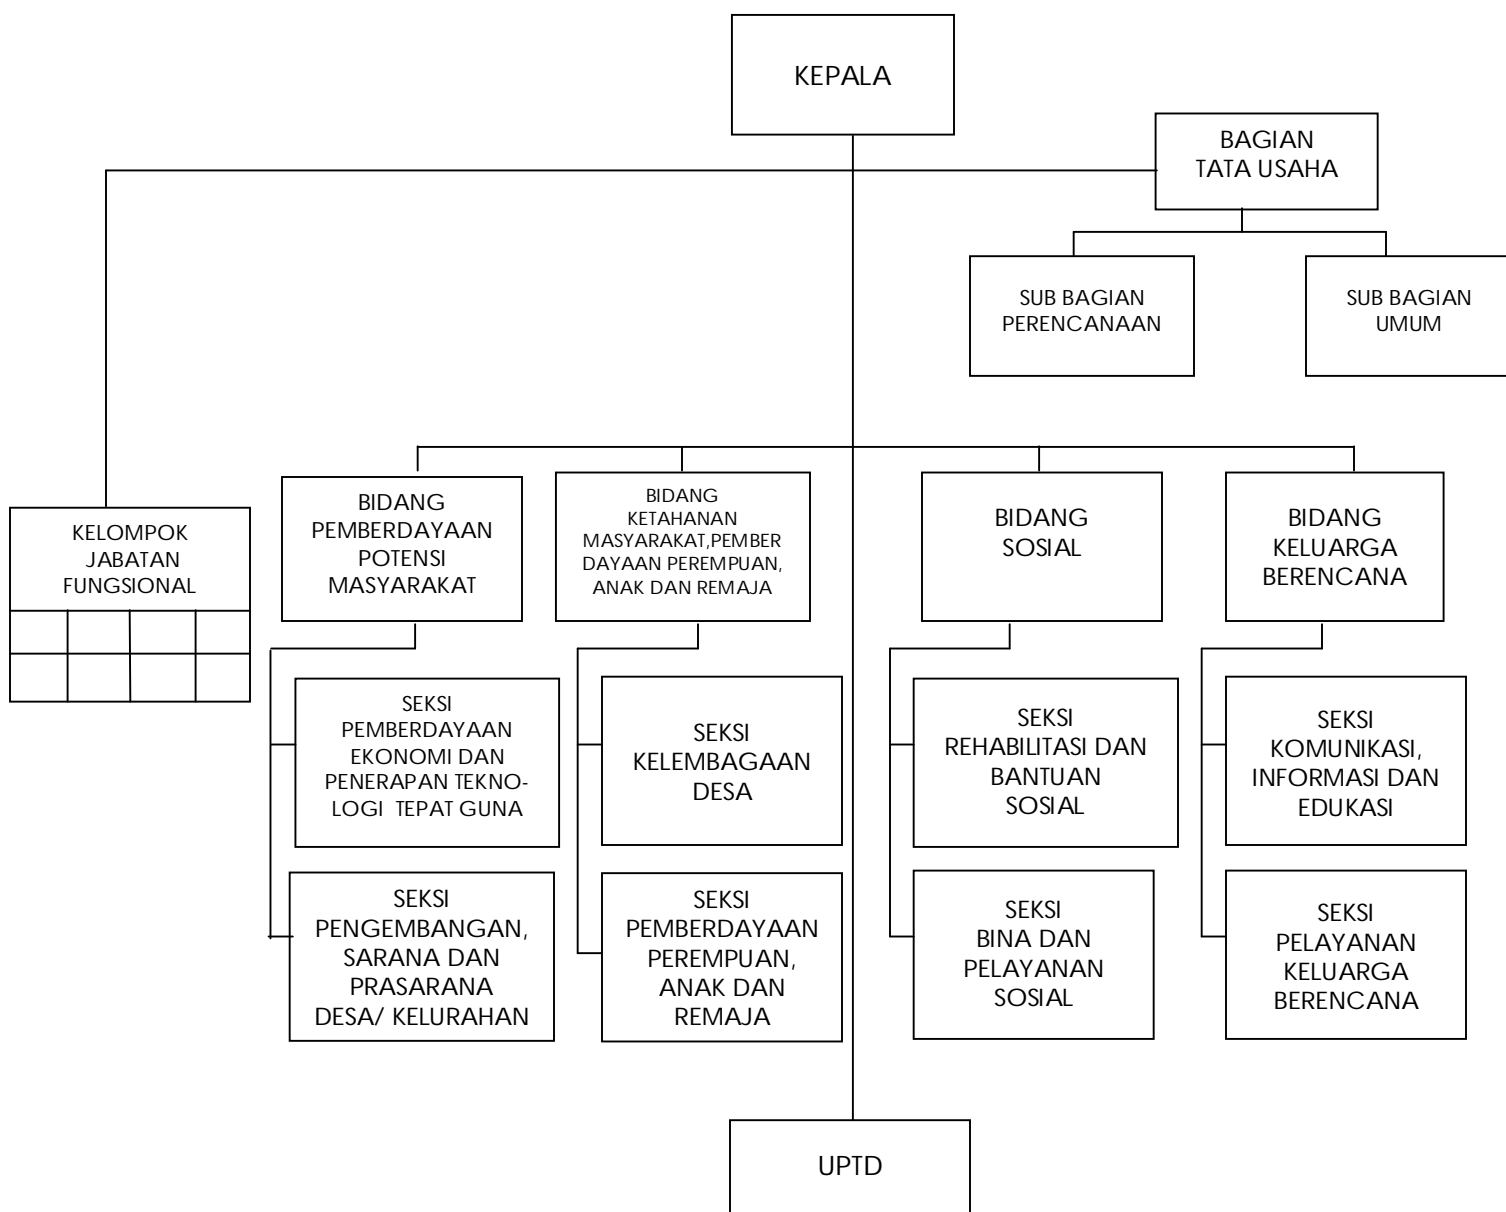 KEPALA
BAGIAN
TATA USAHA
SUB BAGIAN
PERENCANAAN
SUB BAGIAN
UMUM
KELOMPOK
JABATAN
FUNGSIONAL
BIDANG
PEMBERDAYAAN
POTENSI
MASYARAKAT
BIDANG
KETAHANAN
MASYARAKAT,PEMBER
DAYAAN PEREMPUAN,
ANAK DAN REMAJA
BIDANG
SOSIAL
BIDANG
KELUARGA
BERENCANA
SEKSI
PEMBERDAYAAN
EKONOMI DAN
PENERAPAN TEKNO-
LOGI TEPAT GUNA
SEKSI
KELEMBAGAAN
DESA
SEKSI
REHABILITASI DAN
BANTUAN
SOSIAL
SEKSI
KOMUNIKASI,
INFORMASI DAN
EDUKASI
SEKSI
PENGEMBANGAN,
SARANA DAN
PRASARANA
DESA/ KELURAHAN
SEKSI
PEMBERDAYAAN
PEREMPUAN,
ANAK DAN
REMAJA
SEKSI
BINA DAN
PELAYANAN
SOSIAL
SEKSI
PELAYANAN
KELUARGA
BERENCANA
UPTD